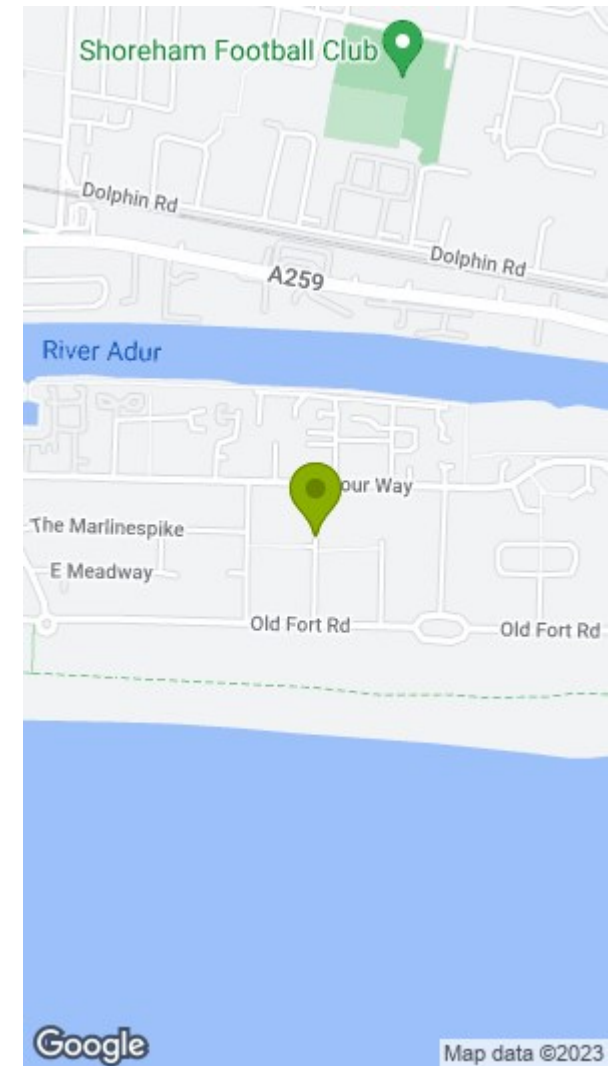 Shoreham Football Club
Dolphin Rd
Dolphin Rd
A259
River Adur
our Way
The Marlinespike
E Meadway
Old Fort Rd
Old Fort Rd
Google
Map data ©2023